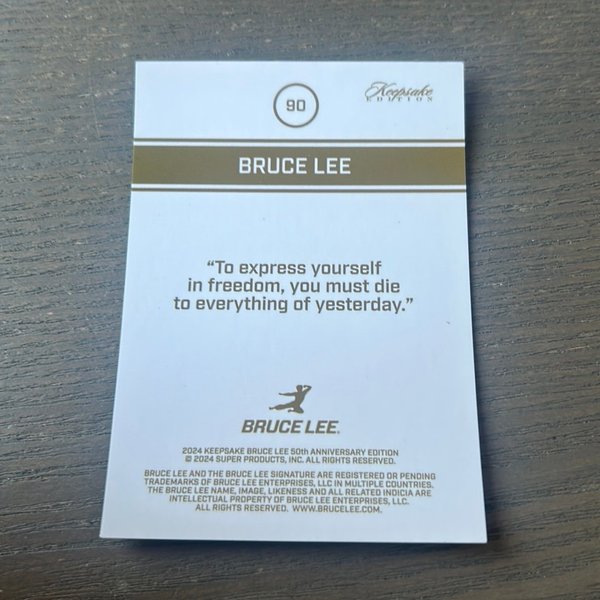 90
Keepsake
EDITION
BRUCE LEE
“To express yourself
in freedom, you must die
to everything of yesterday.”
BRUCE LEE®
2024 KEEPSAKE BRUCE LEE 50th ANNIVERSARY EDITION
© 2024 SUPER PRODUCTS, INC. ALL RIGHTS RESERVED.
BRUCE LEE AND THE BRUCE LEE SIGNATURE ARE REGISTERED OR PENDING
TRADEMARKS OF BRUCE LEE ENTERPRISES, LLC IN MULTIPLE COUNTRIES.
THE BRUCE LEE NAME, IMAGE, LIKENESS AND ALL RELATED INDICIA ARE
INTELLECTUAL PROPERTY OF BRUCE LEE ENTERPRISES, LLC.
ALL RIGHTS RESERVED. WWW.BRUCELEE.COM.